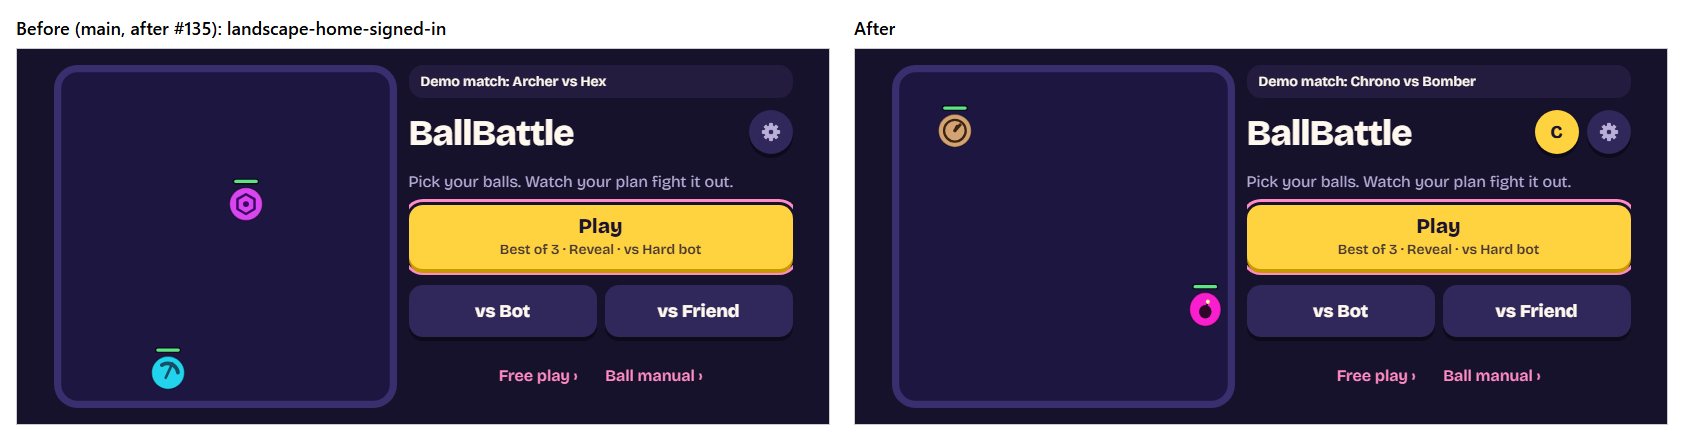 Before (main, after #135): landscape-home-signed-in
Demo match: Archer vs Hex
BallBattle
Pick your balls. Watch your plan fight it out.
Play
Best of 3 · Reveal · vs Hard bot
vs Bot
vs Friend
Free play ›
Ball manual ›
After
Demo match: Chrono vs Bomber
BallBattle
C
Pick your balls. Watch your plan fight it out.
Play
Best of 3 · Reveal · vs Hard bot
vs Bot
vs Friend
Free play ›
Ball manual ›